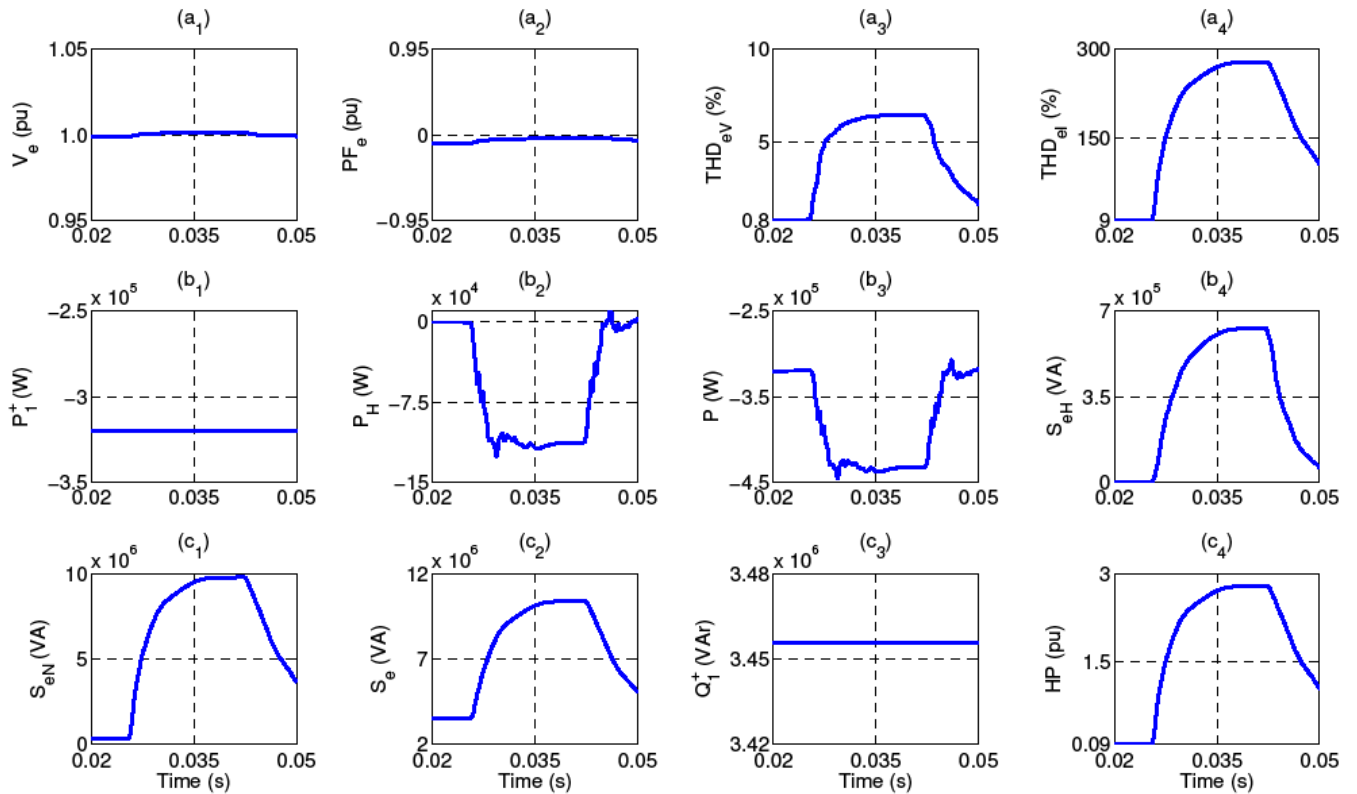 (a1) (a2) (a3) (a4)
1.05 0.95 10 300
Ve (pu) PFe (pu) THDeV (%) THDeI (%)
1.0 0 5 150
0.95 −0.95 0.8 9
0.02 0.035 0.05 0.02 0.035 0.05 0.02 0.035 0.05 0.02 0.035 0.05
(b1) (b2) (b3) (b4)
x 10^5 x 10^4 x 10^5 x 10^5
−2.5 0 −2.5 7
P1+ (W) PH (W) P (W) SeH (VA)
−3 −7.5 −3.5 3.5
−3.5 −15 −4.5 0
0.02 0.035 0.05 0.02 0.035 0.05 0.02 0.035 0.05 0.02 0.035 0.05
(c1) (c2) (c3) (c4)
x 10^6 x 10^6 x 10^6
10 12 3.48 3
SeN (VA) Se (VA) Q1+ (VAr) HP (pu)
5 7 3.45 1.5
0 2 3.42 0.09
0.02 0.035 0.05 0.02 0.035 0.05 0.02 0.035 0.05 0.02 0.035 0.05
Time (s) Time (s) Time (s) Time (s)